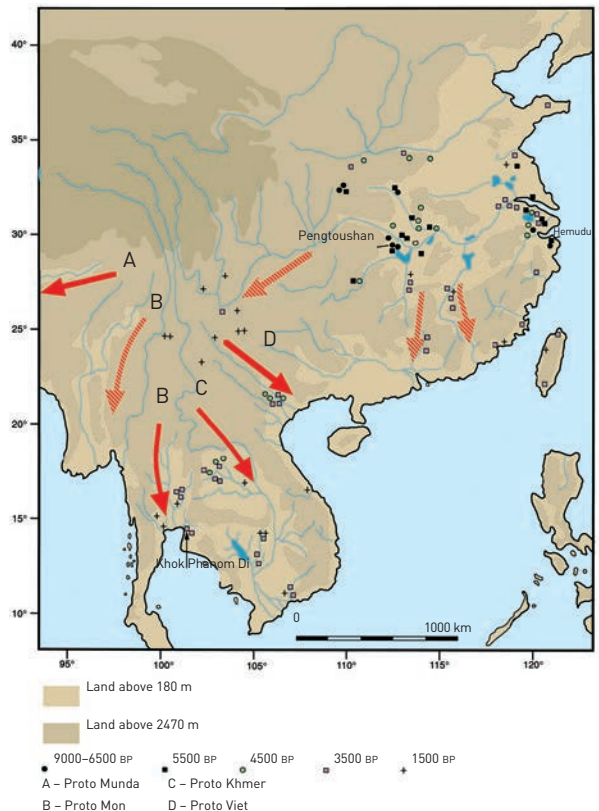 40°
35°
30°
25°
20°
15°
10°
Pengtoushan
Hemudu
A
B
D
B
C
Khok Phanom Di
0
1000 km
95°
100°
105°
110°
115°
120°
Land above 180 m
Land above 2470 m
9000–6500 BP
5500 BP
4500 BP
3500 BP
1500 BP
A – Proto Munda
C – Proto Khmer
B – Proto Mon
D – Proto Viet